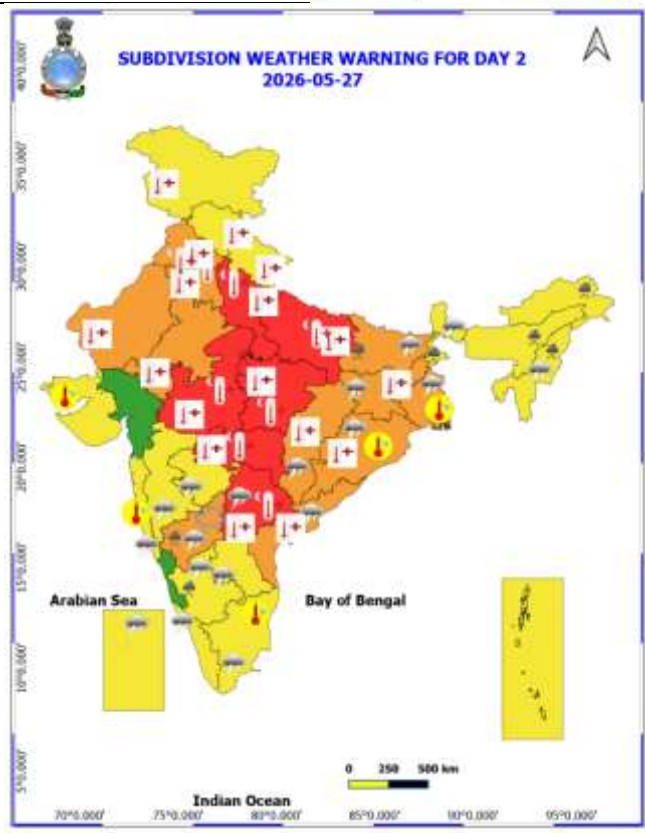 SUBDIVISION WEATHER WARNING FOR DAY 2
2026-05-27
40°0.000'
35°0.000'
30°0.000'
25°0.000'
20°0.000'
15°0.000'
10°0.000'
5°0.000'
Arabian Sea
Bay of Bengal
0 250 500 km
Indian Ocean
70°0.000' 75°0.000' 80°0.000' 85°0.000' 90°0.000' 95°0.000'